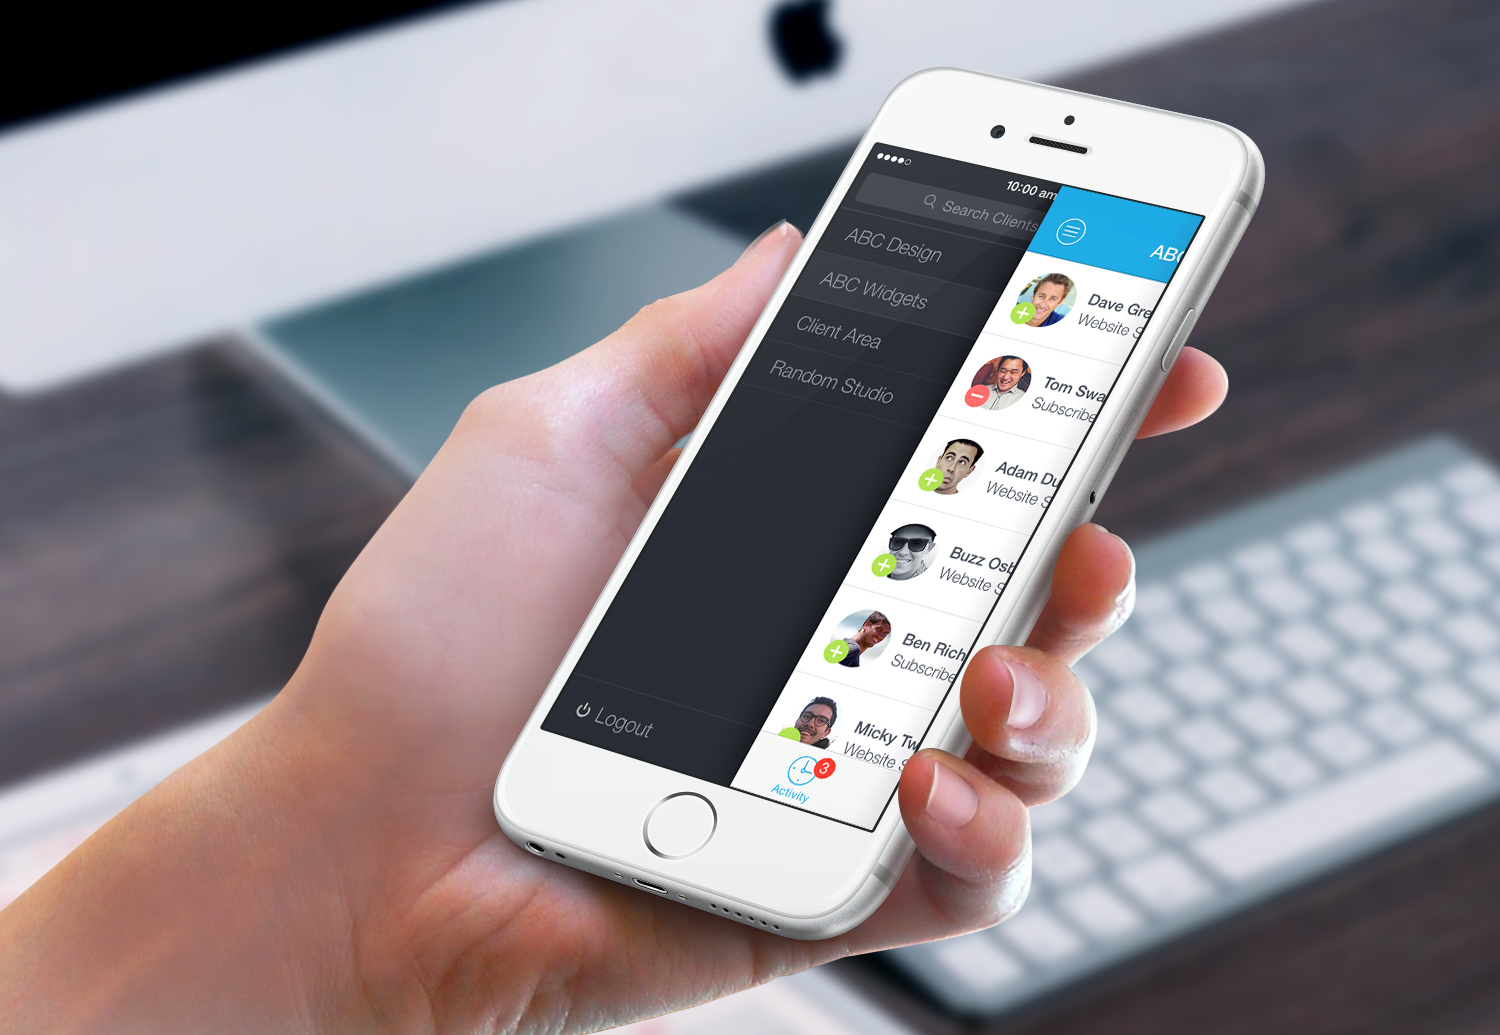 10:00 am
Search Clients
ABC Design
ABC Widgets
Client Area
Random Studio
Logout
ABC
Dave Gre
Website S
Tom Swa
Subscribe
Adam Du
Website S
Buzz Osb
Website S
Ben Rich
Subscribe
Micky Tw
Website S
3
Activity